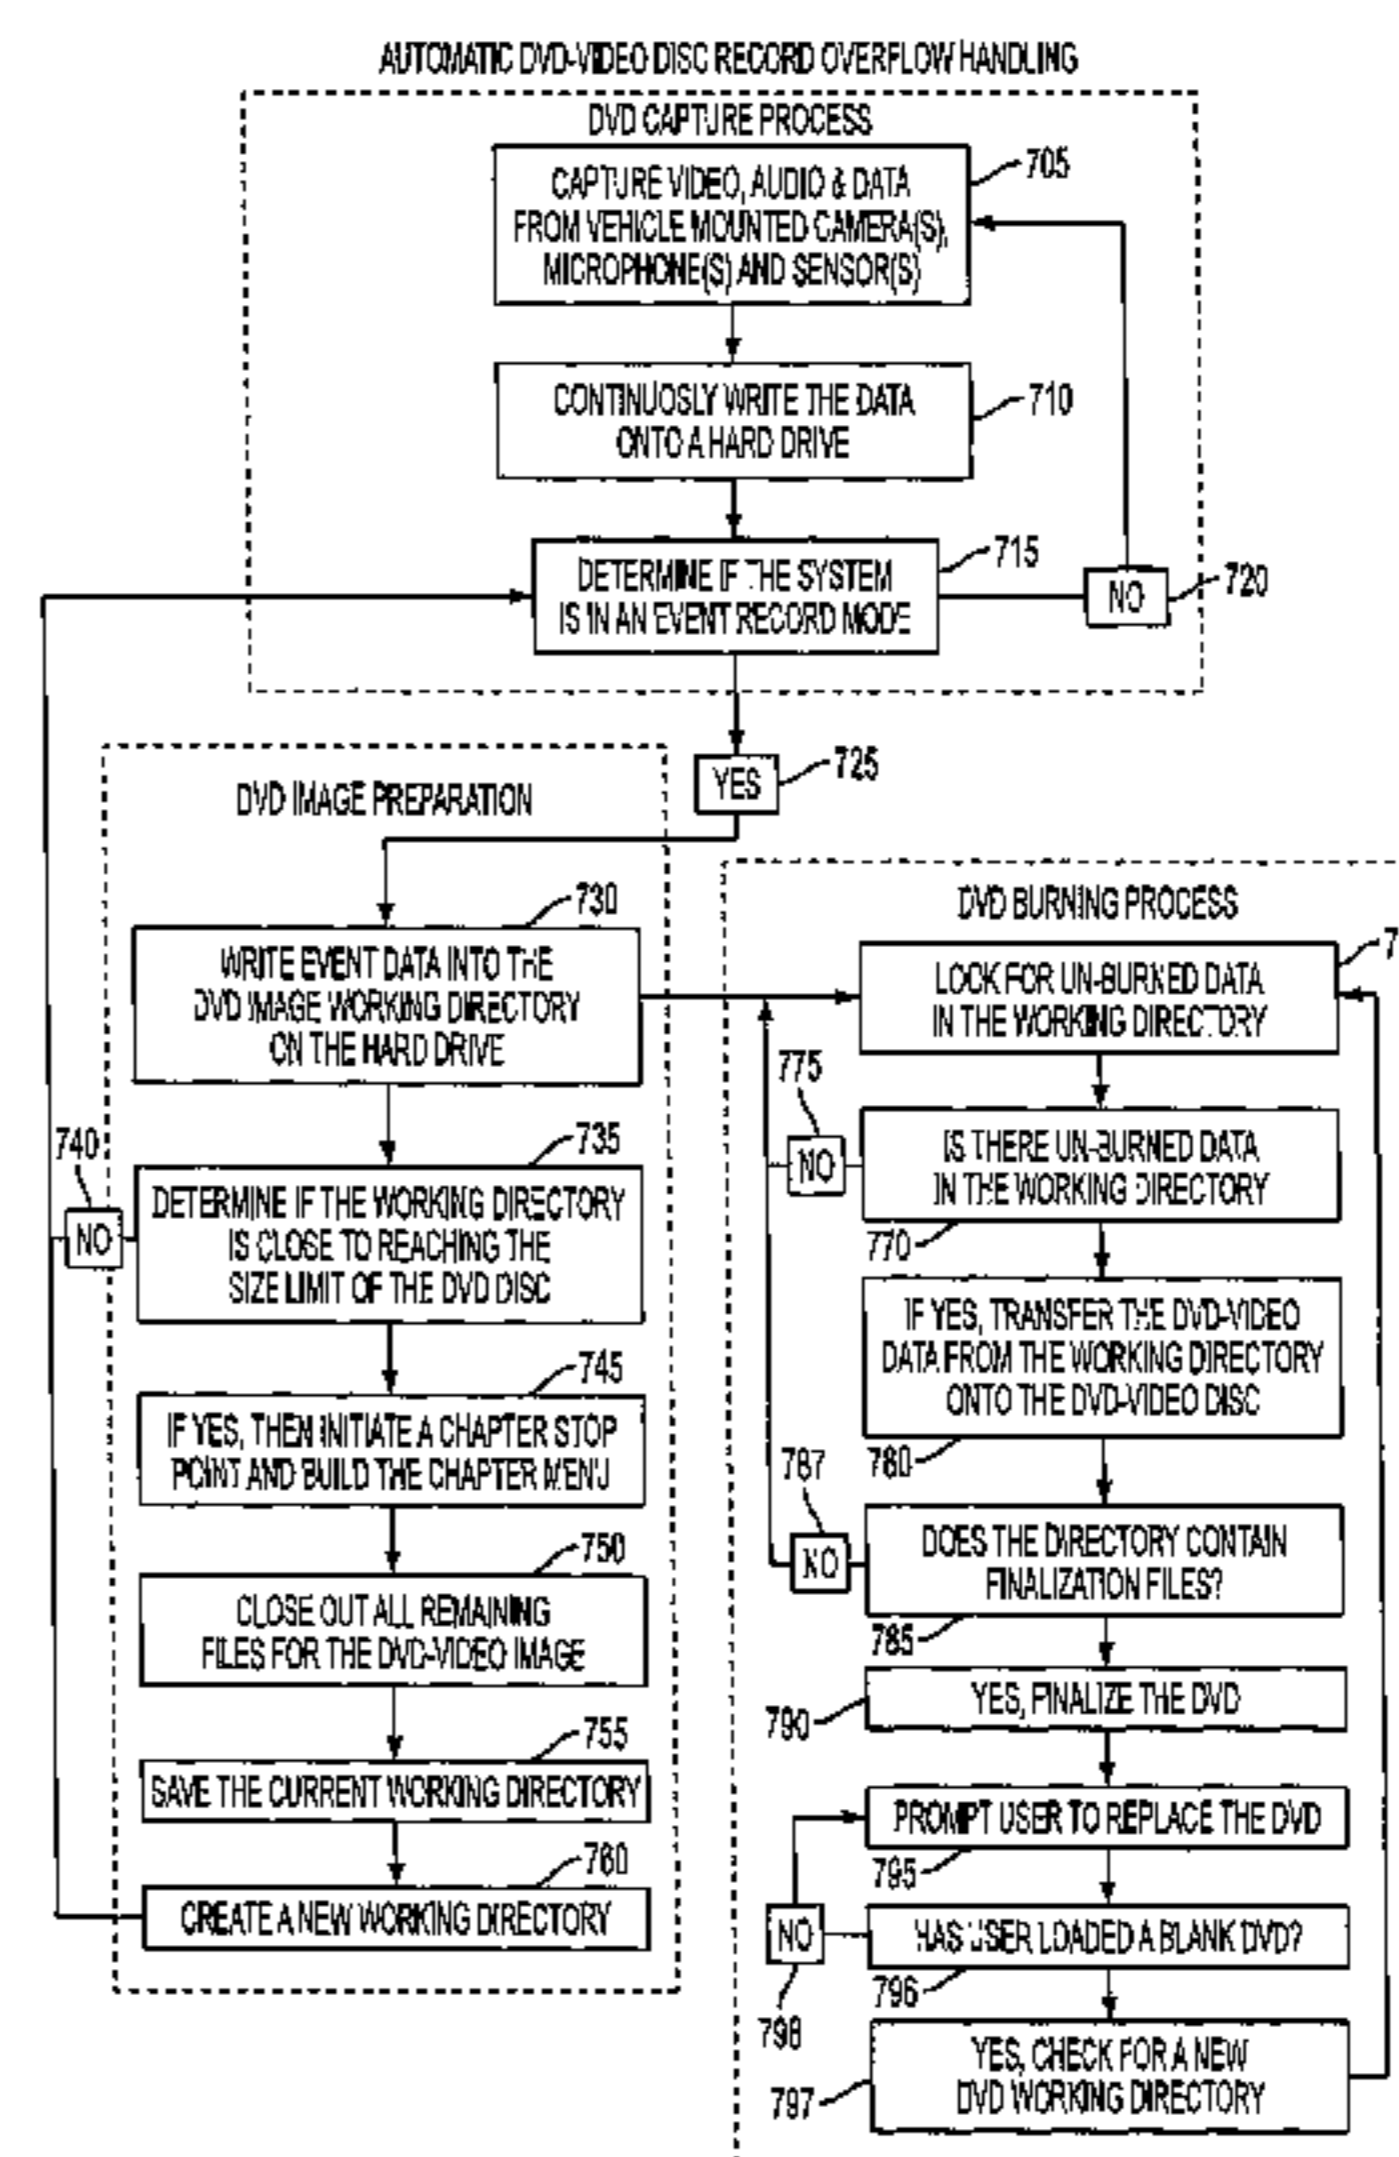 AUTOMATIC DVD-VIDEO DISC RECORD OVERFLOW HANDLING
DVD CAPTURE PROCESS
705
CAPTURE VIDEO, AUDIO & DATA
FROM VEHICLE MOUNTED CAMERA(S),
MICROPHONE(S) AND SENSOR(S)
710
CONTINUOSLY WRITE THE DATA
ONTO A HARD DRIVE
715
DETERMINE IF THE SYSTEM
IS IN AN EVENT RECORD MODE
NO
720
YES
725
DVD IMAGE PREPARATION
730
WRITE EVENT DATA INTO THE
DVD IMAGE WORKING DIRECTORY
ON THE HARD DRIVE
735
740
NO
DETERMINE IF THE WORKING DIRECTORY
IS CLOSE TO REACHING THE
SIZE LIMIT OF THE DVD DISC
745
IF YES, THEN INITIATE A CHAPTER STOP
POINT AND BUILD THE CHAPTER MENU
750
CLOSE OUT ALL REMAINING
FILES FOR THE DVD-VIDEO IMAGE
755
SAVE THE CURRENT WORKING DIRECTORY
760
CREATE A NEW WORKING DIRECTORY
DVD BURNING PROCESS
7
LOOK FOR UN-BURNED DATA
IN THE WORKING DIRECTORY
775
NO
IS THERE UN-BURNED DATA
IN THE WORKING DIRECTORY
770
IF YES, TRANSFER THE DVD-VIDEO
DATA FROM THE WORKING DIRECTORY
ONTO THE DVD-VIDEO DISC
780
787
NO
DOES THE DIRECTORY CONTAIN
FINALIZATION FILES?
785
YES, FINALIZE THE DVD
790
PROMPT USER TO REPLACE THE DVD
795
NO
HAS USER LOADED A BLANK DVD?
796
798
YES, CHECK FOR A NEW
DVD WORKING DIRECTORY
797